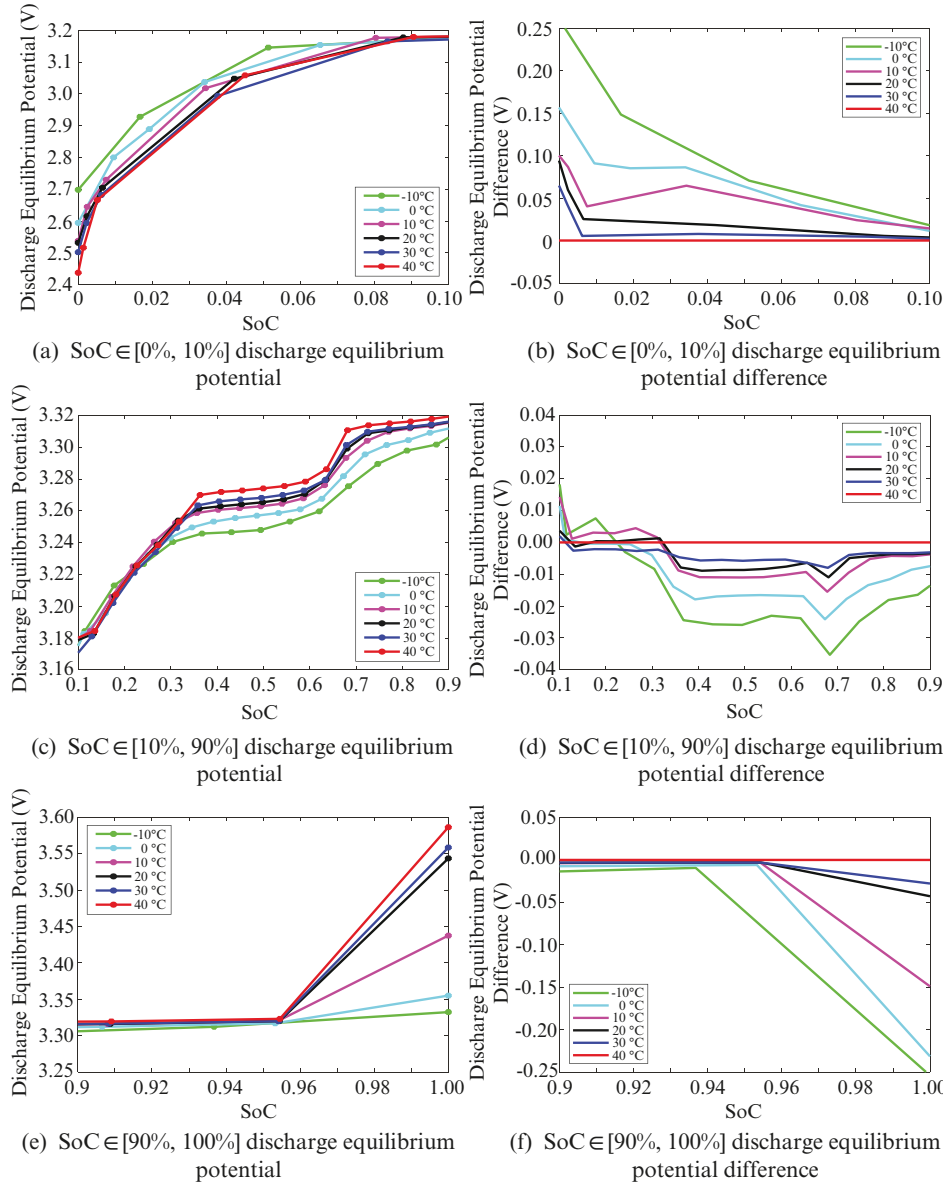 Discharge Equilibrium Potential (V)
3.2
3.1
3.0
2.9
2.8
2.7
2.6
2.5
2.4
-10°C
0 °C
10 °C
20 °C
30 °C
40 °C
0
0.02
0.04
0.06
0.08
0.10
SoC
(a) SoC∈[0%, 10%] discharge equilibrium
potential
Discharge Equilibrium Potential
Difference (V)
0.25
0.20
0.15
0.10
0.05
0
-0.05
-10°C
0 °C
10 °C
20 °C
30 °C
40 °C
0
0.02
0.04
0.06
0.08
0.10
SoC
(b) SoC∈[0%, 10%] discharge equilibrium
potential difference
Discharge Equilibrium Potential (V)
3.32
3.30
3.28
3.26
3.24
3.22
3.20
3.18
3.16
-10°C
0 °C
10 °C
20 °C
30 °C
40 °C
0.1
0.2
0.3
0.4
0.5
0.6
0.7
0.8
0.9
SoC
(c) SoC∈[10%, 90%] discharge equilibrium
potential
Discharge Equilibrium Potential
Difference (V)
0.04
0.03
0.02
0.01
0.00
-0.01
-0.02
-0.03
-0.04
-10°C
0 °C
10 °C
20 °C
30 °C
40 °C
0.1
0.2
0.3
0.4
0.5
0.6
0.7
0.8
0.9
SoC
(d) SoC∈[10%, 90%] discharge equilibrium
potential difference
Discharge Equilibrium Potential (V)
3.60
3.55
3.50
3.45
3.40
3.35
3.30
3.25
-10°C
0 °C
10 °C
20 °C
30 °C
40 °C
0.9
0.92
0.94
0.96
0.98
1.00
SoC
(e) SoC∈[90%, 100%] discharge equilibrium
potential
Discharge Equilibrium Potential
Difference (V)
0.05
0.00
-0.05
-0.10
-0.15
-0.20
-0.25
-10°C
0 °C
10 °C
20 °C
30 °C
40 °C
0.9
0.92
0.94
0.96
0.98
1.00
SoC
(f) SoC∈[90%, 100%] discharge equilibrium
potential difference